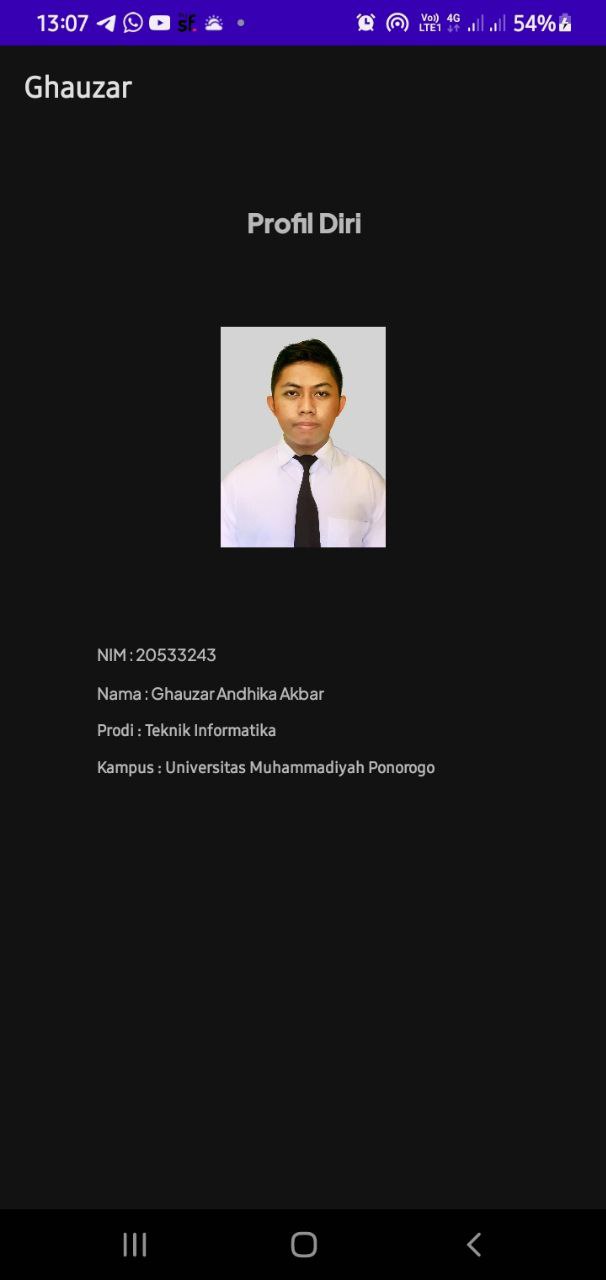 13:07 sf Vo) 4G LTE1 54%
Ghauzar
Profil Diri
NIM : 20533243
Nama : Ghauzar Andhika Akbar
Prodi : Teknik Informatika
Kampus : Universitas Muhammadiyah Ponorogo